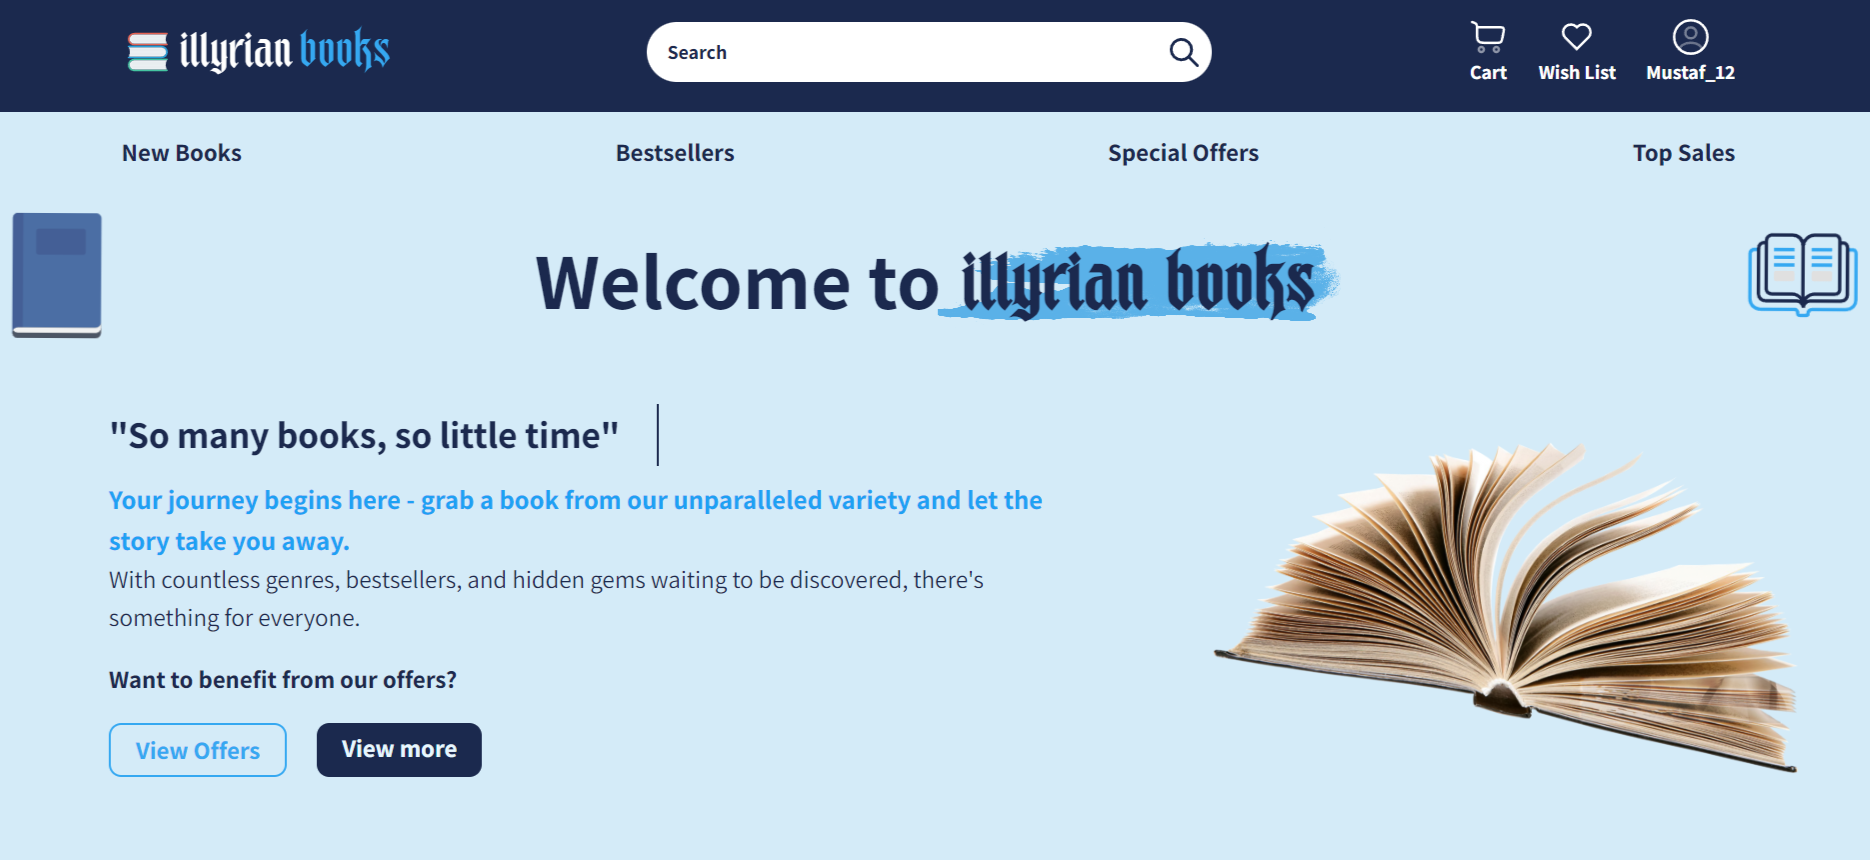 illyrian books
Search
Cart
Wish List
Mustaf_12
New Books
Bestsellers
Special Offers
Top Sales
Welcome to illyrian books
"So many books, so little time"
Your journey begins here - grab a book from our unparalleled variety and let the
story take you away.
With countless genres, bestsellers, and hidden gems waiting to be discovered, there's
something for everyone.
Want to benefit from our offers?
View Offers
View more